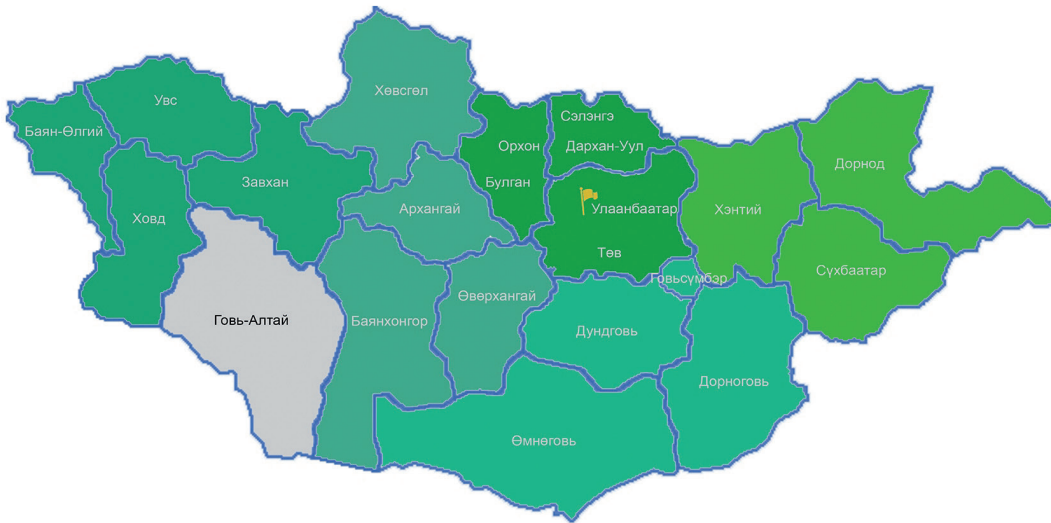 Хөвсгөл
Увс
Баян-Өлгий
Сэлэнгэ
Орхон
Дархан-Уул
Дорнод
Завхан
Булган
Архангай
Улаанбаатар
Хэнтий
Ховд
Төв
Сүхбаатар
Говьсүмбэр
Өвөрхангай
Говь-Алтай
Баянхонгор
Дундговь
Дорноговь
Өмнөговь